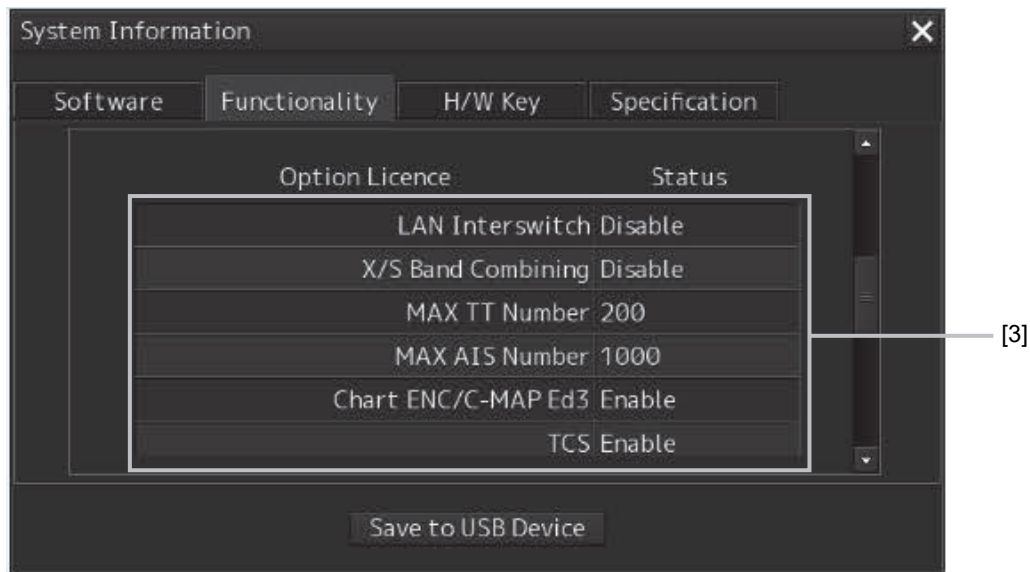 System Information
Software Functionality H/W Key Specification
Option Licence Status
LAN Interswitch Disable
X/S Band Combining Disable
MAX TT Number 200
MAX AIS Number 1000
Chart ENC/C-MAP Ed3 Enable
TCS Enable
[3]
Save to USB Device